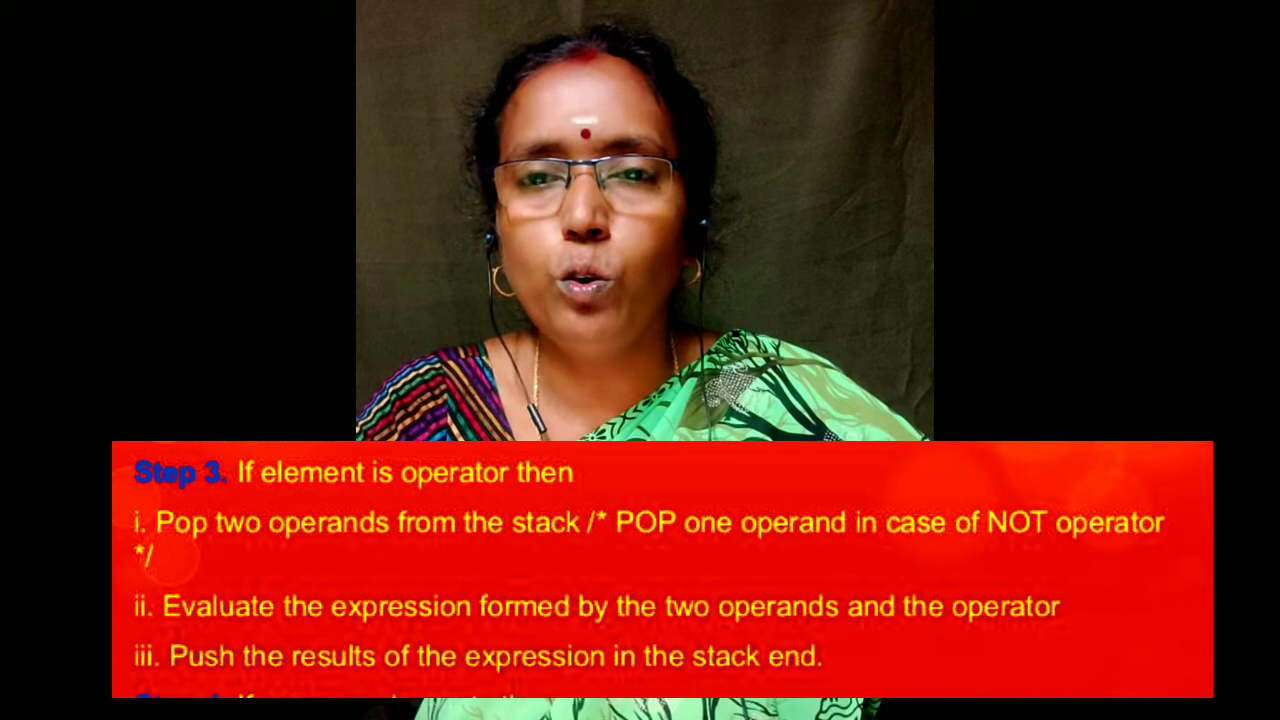 Step 3. If element is operator then
i. Pop two operands from the stack /* POP one operand in case of NOT operator
*/
ii. Evaluate the expression formed by the two operands and the operator
iii. Push the results of the expression in the stack end.